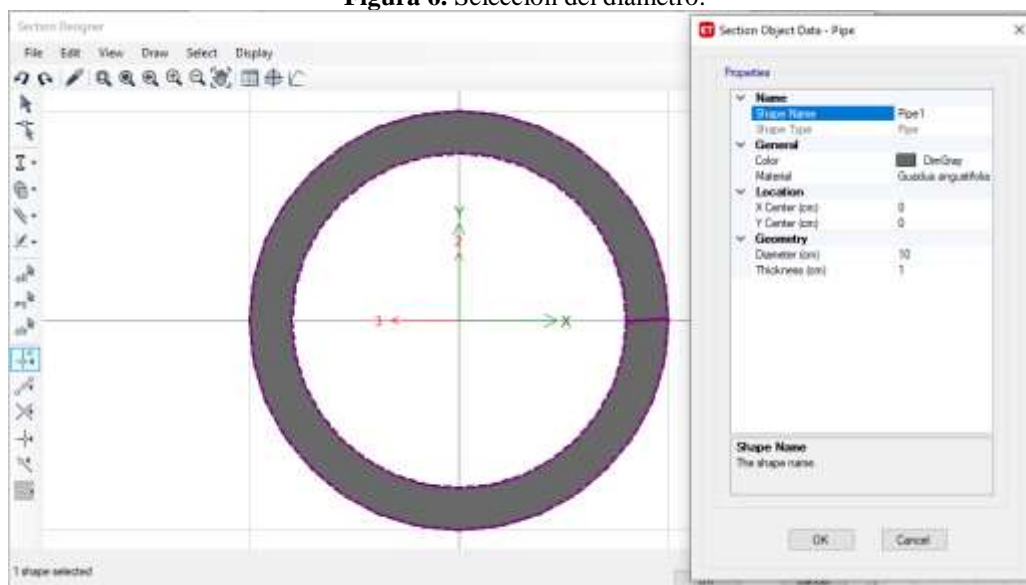 Figura 6. Selección del diámetro.
Section Designer
File Edit View Draw Select Display
Y
2
3
X
1 shape selected
Section Object Data - Pipe
Properties
Name
Shape Name Pipe1
Shape Type Pipe
General
Color DimGray
Material Guadua angustifolia
Location
X Center (cm) 0
Y Center (cm) 0
Geometry
Diameter (cm) 10
Thickness (cm) 1
Shape Name
The shape name
OK Cancel